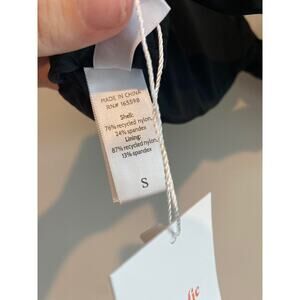 MADE IN CHINA
RN# 165598
Shell:
76% recycled nylon,
24% spandex
Lining:
87% recycled nylon,
13% spandex
S